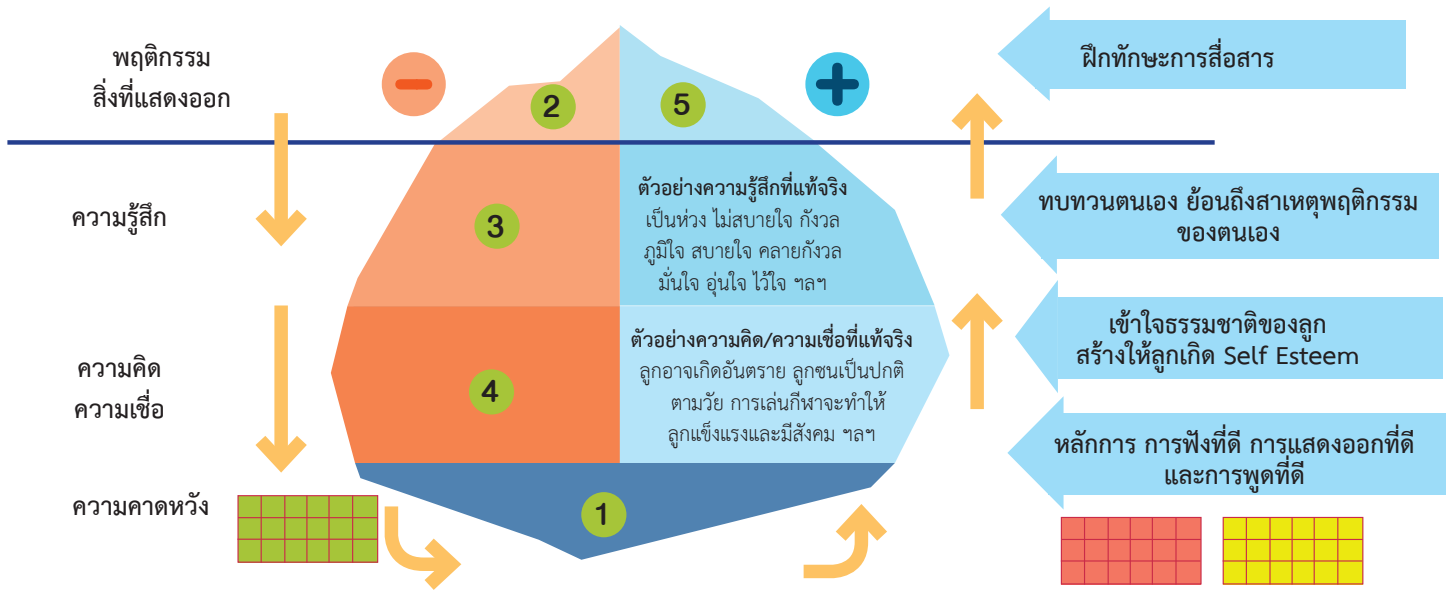 พฤติกรรม
สิ่งที่แสดงออก
ความรู้สึก
ความคิด
ความเชื่อ
ความคาดหวัง
2
5
3
4
1
ตัวอย่างความรู้สึกที่แท้จริง
เป็นห่วง ไม่สบายใจ กังวล
ภูมิใจ สบายใจ คลายกังวล
มั่นใจ อุ่นใจ ไว้ใจ ฯลฯ
ตัวอย่างความคิด/ความเชื่อที่แท้จริง
ลูกอาจเกิดอันตราย ลูกซนเป็นปกติ
ตามวัย การเล่นกีฬาจะทำให้
ลูกแข็งแรงและมีสังคม ฯลฯ
ฝึกทักษะการสื่อสาร
ทบทวนตนเอง ย้อนถึงสาเหตุพฤติกรรม
ของตนเอง
เข้าใจธรรมชาติของลูก
สร้างให้ลูกเกิด Self Esteem
หลักการ การฟังที่ดี การแสดงออกที่ดี
และการพูดที่ดี